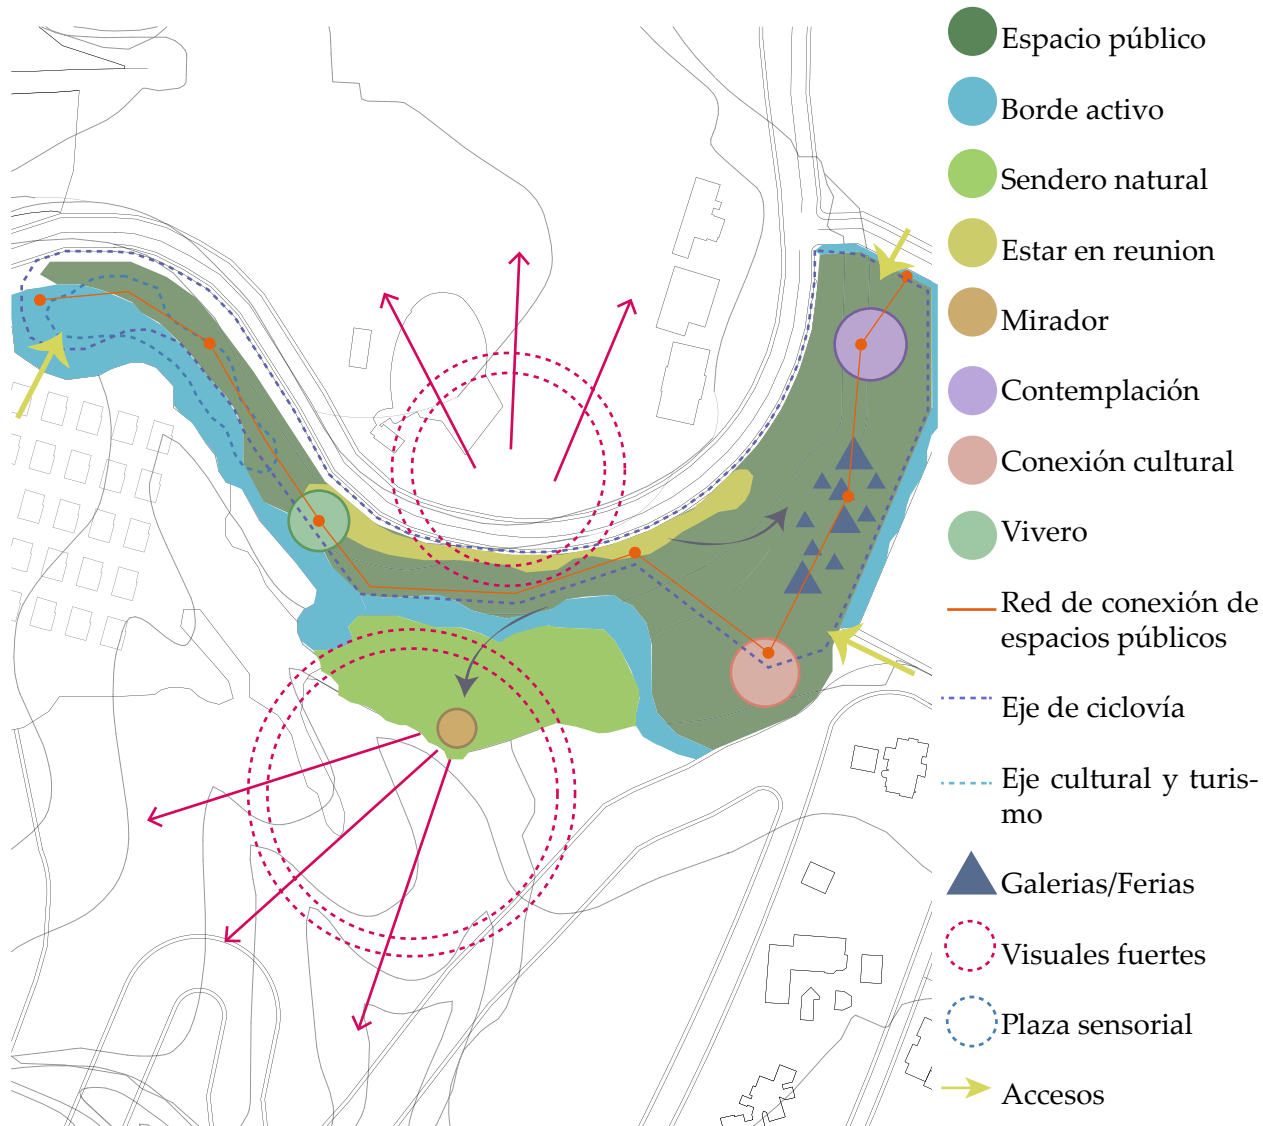 Espacio público
Borde activo
Sendero natural
Estar en reunion
Mirador
Contemplación
Conexión cultural
Vivero
Red de conexión de
espacios públicos
Eje de ciclovía
Eje cultural y turis-
mo
Galerias/Ferias
Visuales fuertes
Plaza sensorial
Accesos